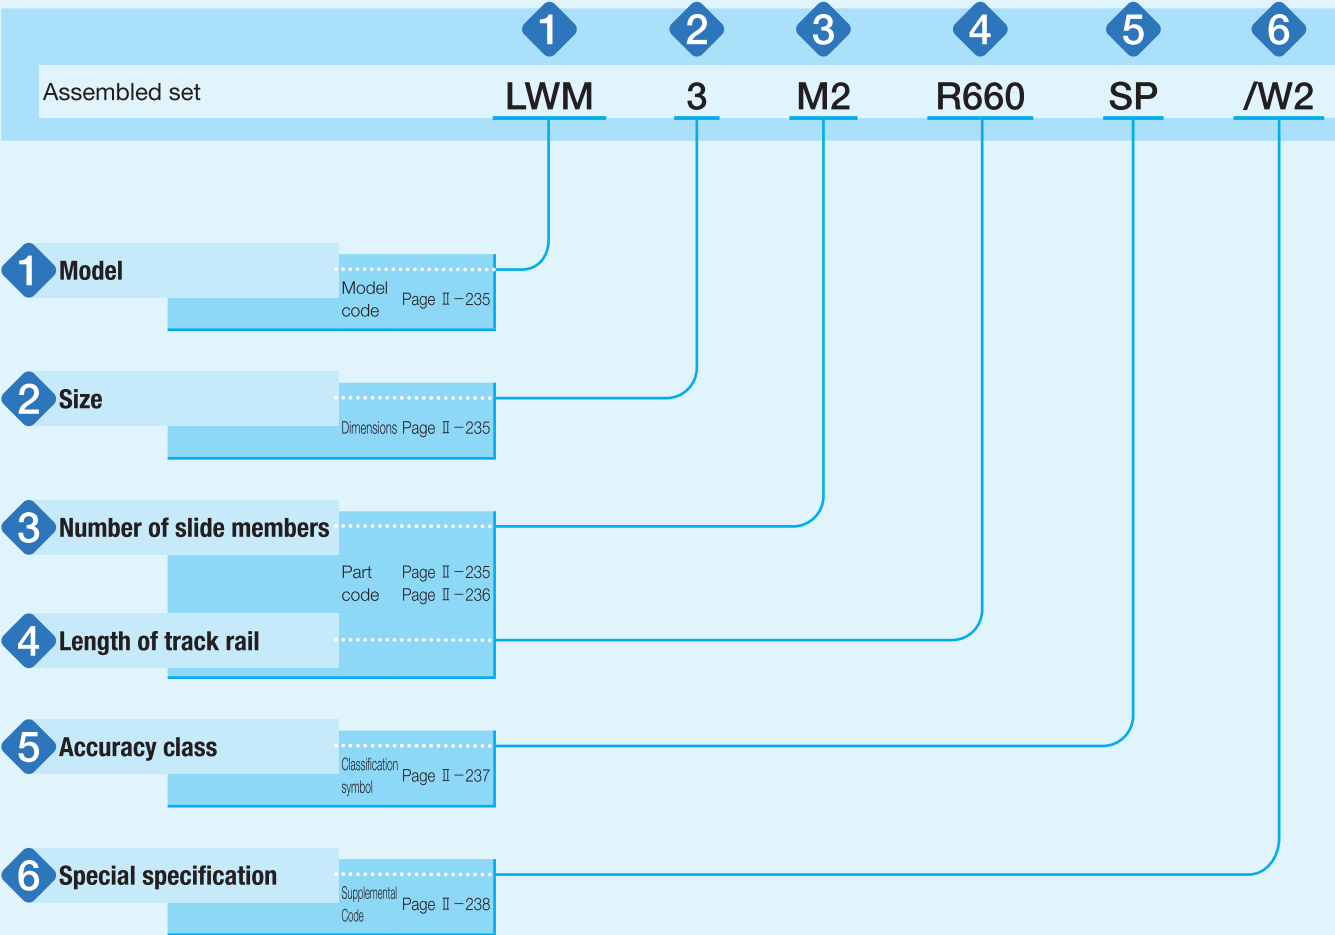 1 2 3 4 5 6
Assembled set LWM 3 M2 R660 SP /W2
1 Model
Model code Page Ⅱ－235
2 Size
Dimensions Page Ⅱ－235
3 Number of slide members
Part code Page Ⅱ－235
Page Ⅱ－236
4 Length of track rail
5 Accuracy class
Classification symbol Page Ⅱ－237
6 Special specification
Supplemental Code Page Ⅱ－238